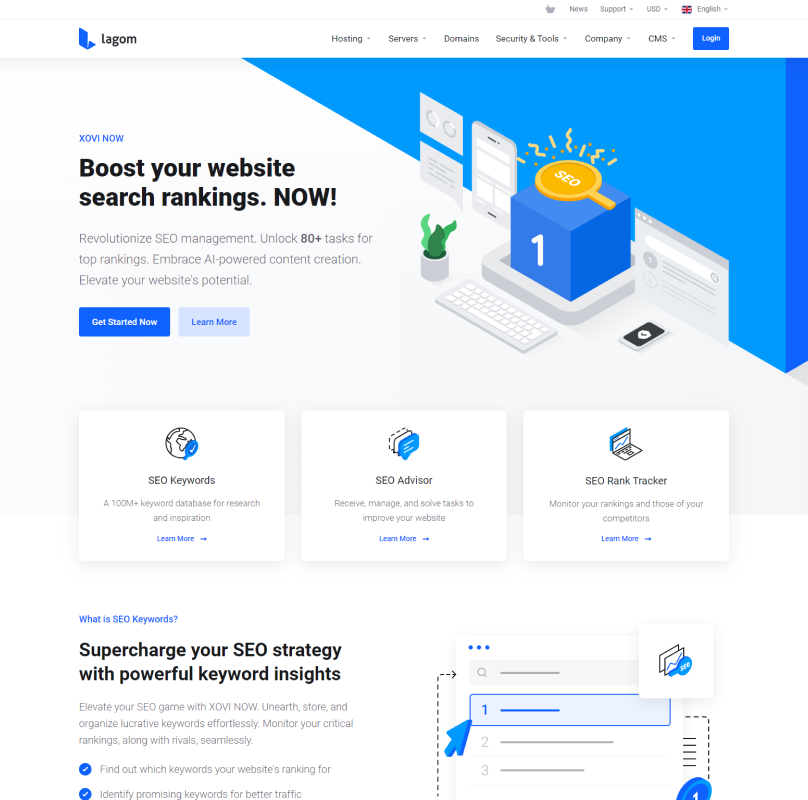 News Support USD English
lagom
Hosting Servers Domains Security & Tools Company CMS Login
XOVI NOW
Boost your website
search rankings. NOW!
Revolutionize SEO management. Unlock 80+ tasks for
top rankings. Embrace AI-powered content creation.
Elevate your website's potential.
Get Started Now Learn More
SEO
1
1
SEO Keywords
A 100M+ keyword database for research
and inspiration
Learn More →
SEO Advisor
Receive, manage, and solve tasks to
improve your website
Learn More →
SEO Rank Tracker
Monitor your rankings and those of your
competitors
Learn More →
What is SEO Keywords?
Supercharge your SEO strategy
with powerful keyword insights
Elevate your SEO game with XOVI NOW. Unearth, store, and
organize lucrative keywords effortlessly. Monitor your critical
rankings, along with rivals, seamlessly.
Find out which keywords your website's ranking for
Identify promising keywords for better traffic
SEO
1
2
3
1